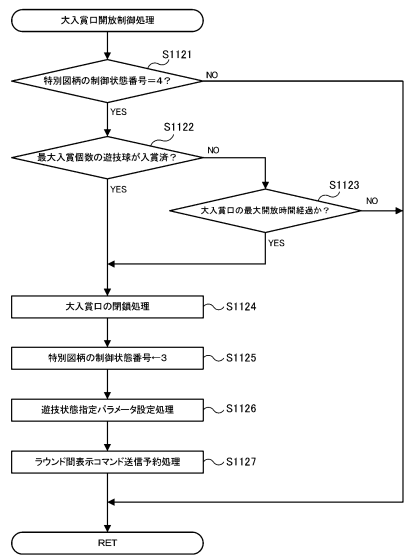 大入賞口開放制御処理
S1121
特別図柄の制御状態番号＝4？
NO
YES
S1122
最大入賞個数の遊技球が入賞済？
NO
YES
S1123
大入賞口の最大開放時間経過か？
NO
YES
大入賞口の閉鎖処理
S1124
特別図柄の制御状態番号←3
S1125
遊技状態指定パラメータ設定処理
S1126
ラウンド間表示コマンド送信予約処理
S1127
RET